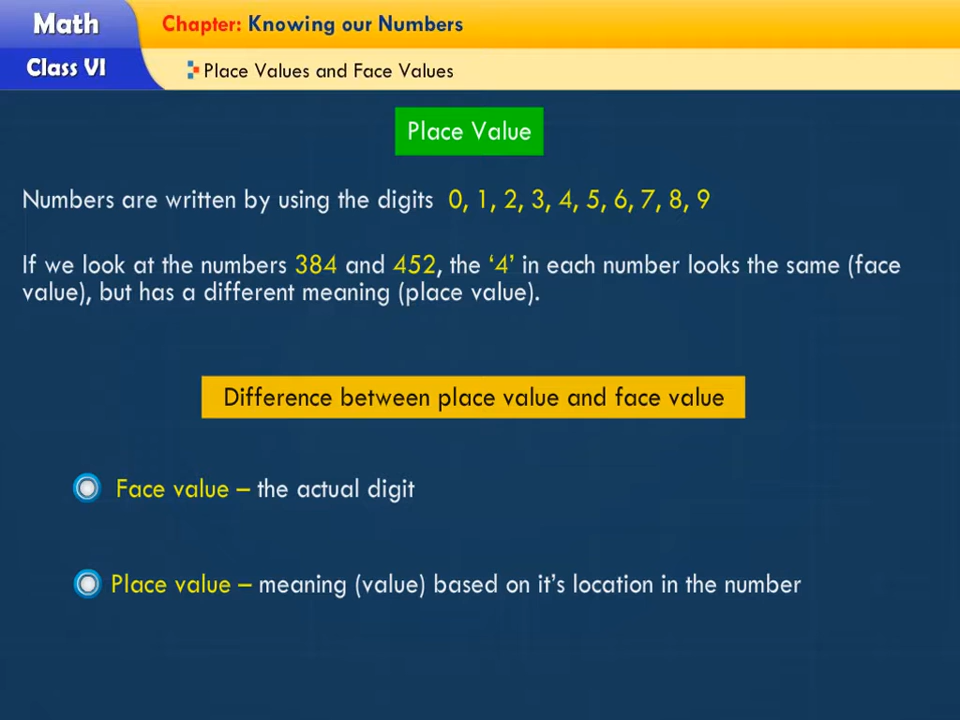 Math
Chapter: Knowing our Numbers
Class VI
Place Values and Face Values
Place Value
Numbers are written by using the digits 0, 1, 2, 3, 4, 5, 6, 7, 8, 9
If we look at the numbers 384 and 452, the ‘4’ in each number looks the same (face
value), but has a different meaning (place value).
Difference between place value and face value
Face value – the actual digit
Place value – meaning (value) based on it’s location in the number